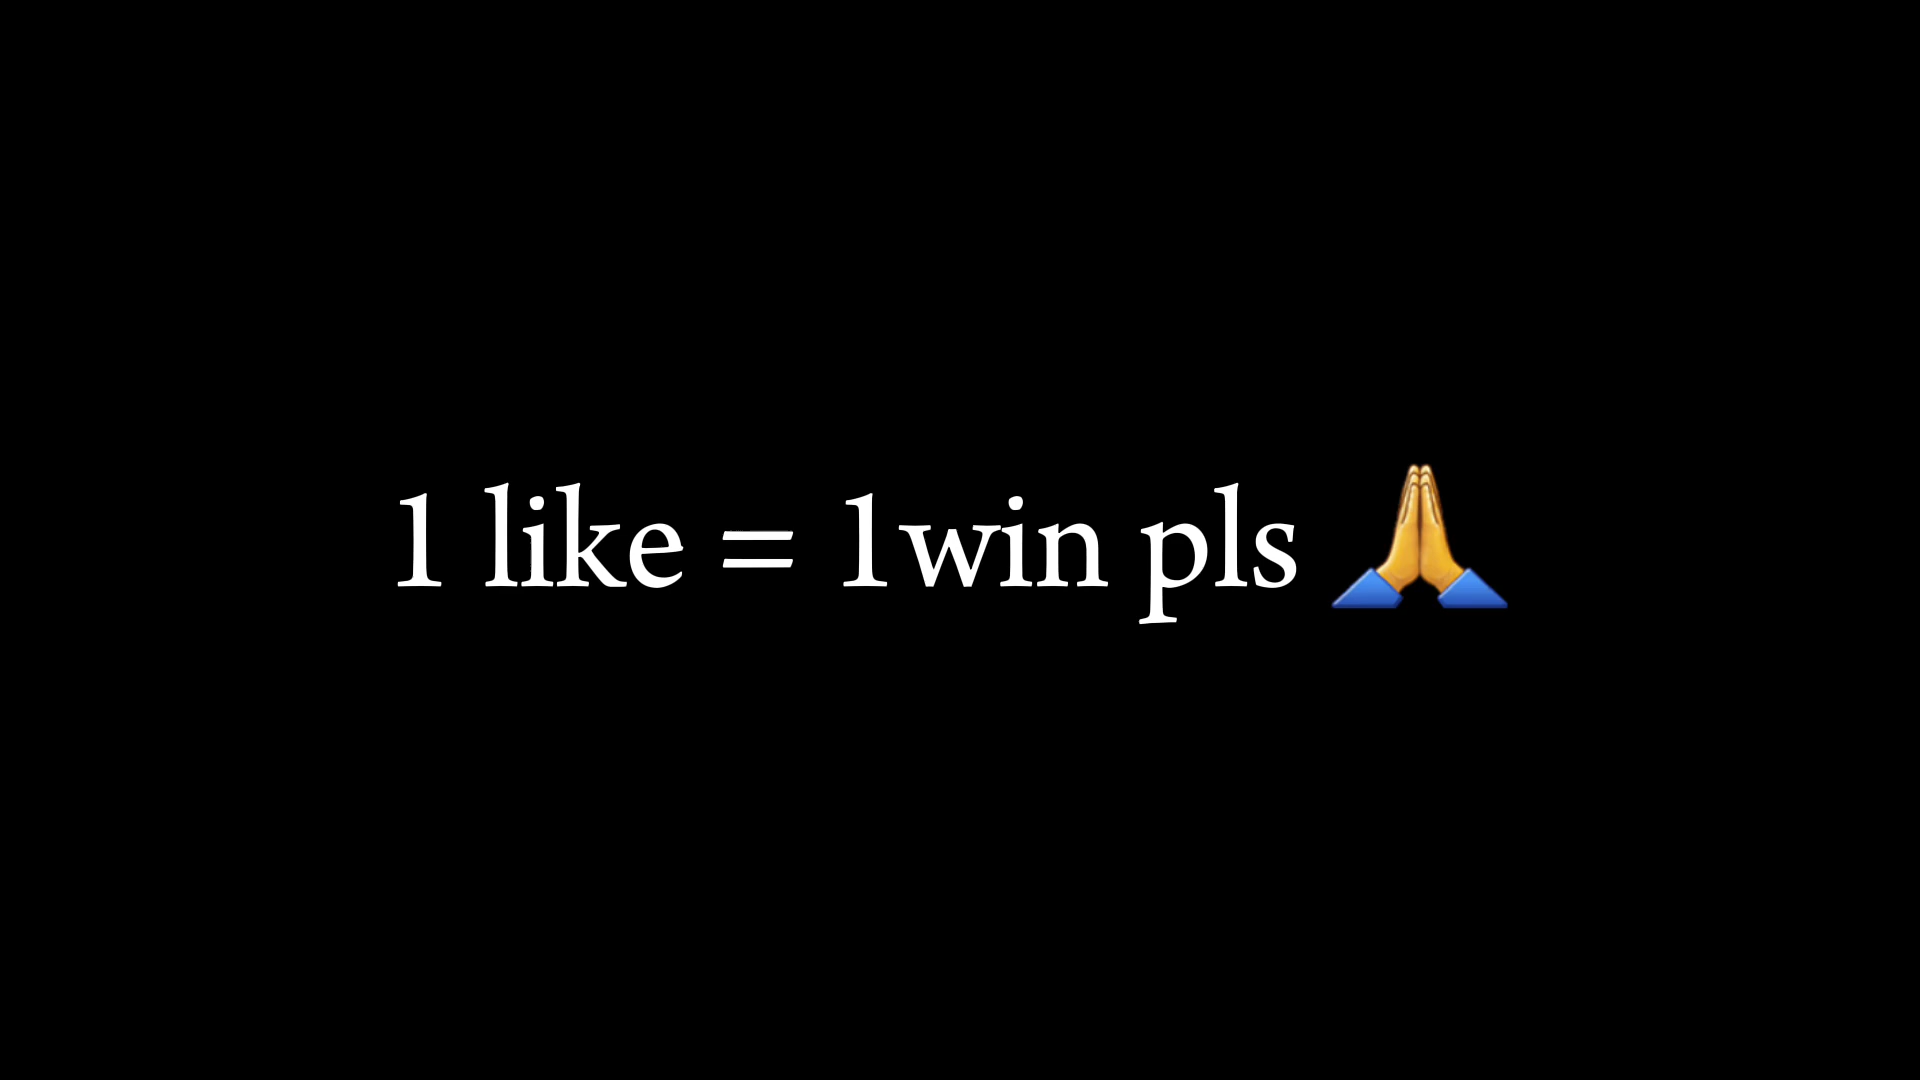 1 like = 1win pls 🙏